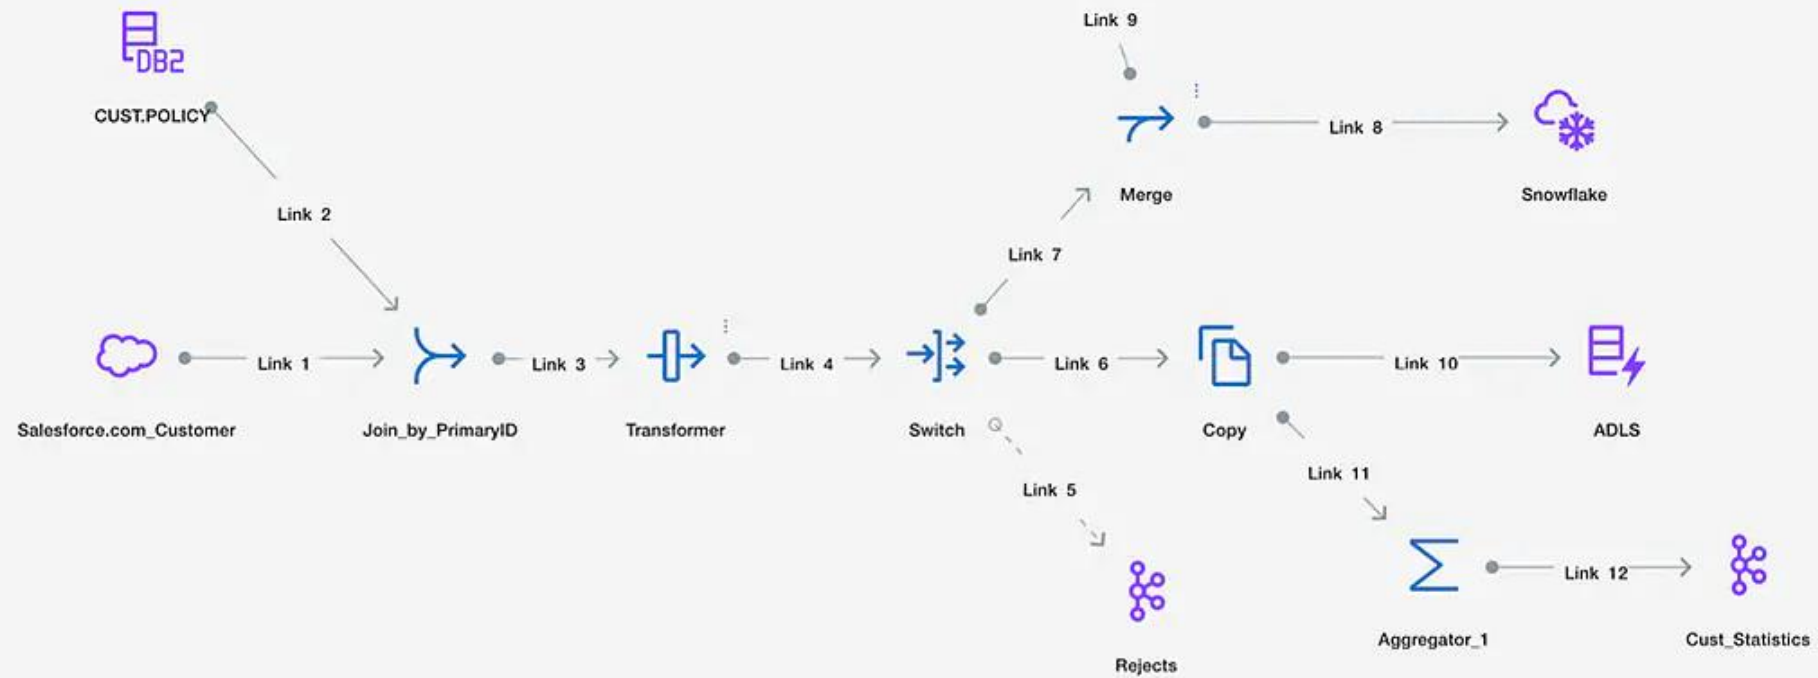 Link 9
DB2
CUST.POLICY
Link 8
Merge
Snowflake
Link 2
Link 7
Link 1
Link 3
Link 4
Link 6
Link 10
Salesforce.com_Customer
Join_by_PrimaryID
Transformer
Switch
Copy
ADLS
Link 11
Link 5
Link 12
Aggregator_1
Cust_Statistics
Rejects